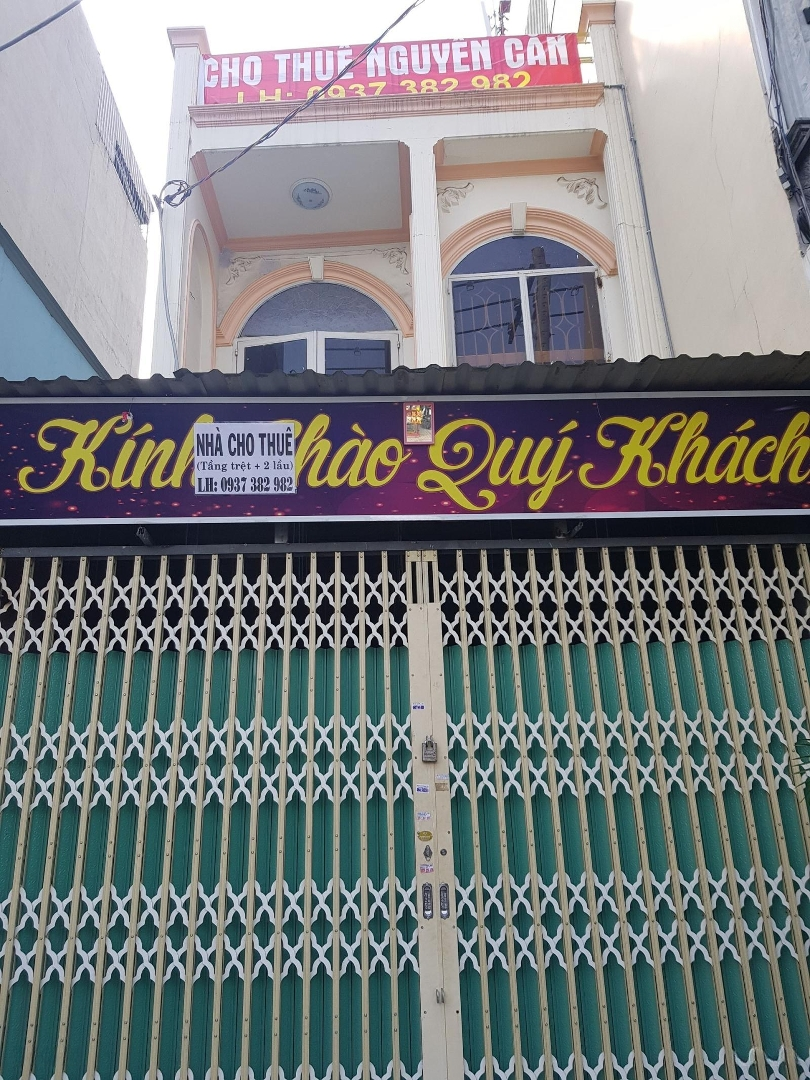 CHO THUÊ NGUYÊN CĂN
LH: 0937 382 982
Kính Chào Quý Khách
NHÀ CHO THUÊ
(Tầng trệt + 2 lầu)
LH: 0937 382 982